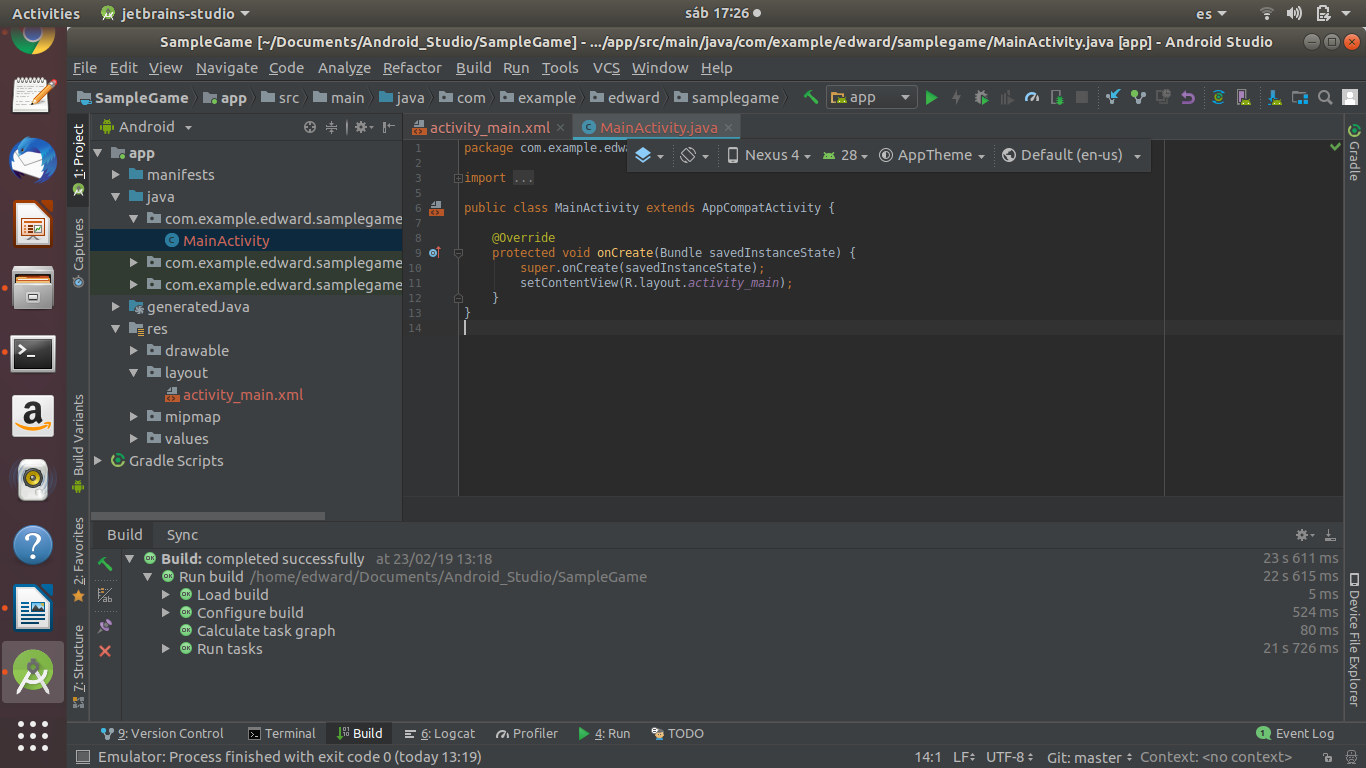 Activities jetbrains-studio sáb 17:26 es
SampleGame [~/Documents/Android_Studio/SampleGame] - .../app/src/main/java/com/example/edward/samplegame/MainActivity.java [app] - Android Studio
File Edit View Navigate Code Analyze Refactor Build Run Tools VCS Window Help
SampleGame app src main java com example edward samplegame app
1: Project
Captures
Build Variants
2: Favorites
7: Structure
Android
app
manifests
java
com.example.edward.samplegame
MainActivity
com.example.edward.samplegame
com.example.edward.samplegame
generatedJava
res
drawable
layout
activity_main.xml
mipmap
values
Gradle Scripts
activity_main.xml MainActivity.java
Nexus 4 28 AppTheme Default (en-us)
1 package com.example.edwa
2
3 import ...
5
6 public class MainActivity extends AppCompatActivity {
7
8 @Override
9 protected void onCreate(Bundle savedInstanceState) {
10 super.onCreate(savedInstanceState);
11 setContentView(R.layout.activity_main);
12 }
13 }
14
Gradle
Device File Explorer
Build Sync
Build: completed successfully at 23/02/19 13:18 23 s 611 ms
Run build /home/edward/Documents/Android_Studio/SampleGame 22 s 615 ms
Load build 5 ms
Configure build 524 ms
Calculate task graph 80 ms
Run tasks 21 s 726 ms
9: Version Control Terminal Build 6: Logcat Profiler 4: Run TODO 1 Event Log
Emulator: Process finished with exit code 0 (today 13:19) 14:1 LF UTF-8 Git: master Context: <no context>